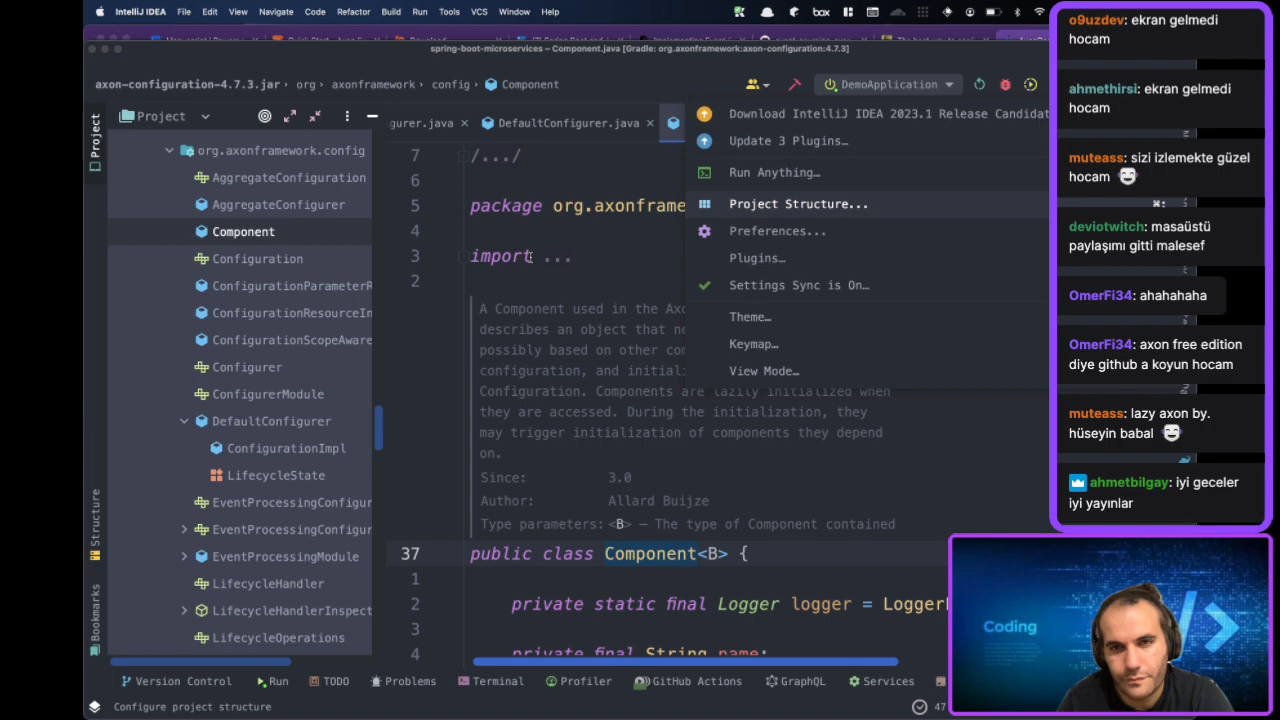 IntelliJ IDEA File Edit View Navigate Code Refactor Build Run Tools VCS Window Help
box
spring-boot-microservices – Component.java [Gradle: org.axonframework:axon-configuration:4.7.3]
axon-configuration-4.7.3.jar › org › axonframework › config › Component
DemoApplication
Project
Project
Structure
Bookmarks
org.axonframework.config
AggregateConfiguration
AggregateConfigurer
Component
Configuration
ConfigurationParameterR
ConfigurationResourceIn
ConfigurationScopeAware
Configurer
ConfigurerModule
DefaultConfigurer
ConfigurationImpl
LifecycleState
EventProcessingConfigur
EventProcessingConfigur
EventProcessingModule
LifecycleHandler
LifecycleHandlerInspect
LifecycleOperations
gurer.java × DefaultConfigurer.java ×
7 /.../
6
5 package org.axonframe
4
3 import ...
2
A Component used in the Axo
describes an object that ne
possibly based on other com
configuration, and initiali
Configuration. Components are lazily initialized when
they are accessed. During the initialization, they
may trigger initialization of components they depend
on.
Since: 3.0
Author: Allard Buijze
Type parameters: <B> – The type of Component contained
37 public class Component<B> {
1
2 private static final Logger logger = Logger
3
4 private final String name;
Download IntelliJ IDEA 2023.1 Release Candidat
Update 3 Plugins…
Run Anything…
Project Structure...
Preferences...
Plugins…
Settings Sync is On…
Theme…
Keymap…
View Mode…
Version Control Run TODO Problems Terminal Profiler GitHub Actions GraphQL Services
Configure project structure
47
o9uzdev: ekran gelmedi
hocam
ahmethirsi: ekran gelmedi
hocam
muteass: sizi izlemekte güzel
hocam
⌘:
deviotwitch: masaüstü
paylaşımı gitti malesef
OmerFi34: ahahahaha
OmerFi34: axon free edition
diye github a koyun hocam
muteass: lazy axon by.
hüseyin babal
ahmetbilgay: iyi geceler
iyi yayınlar
Coding